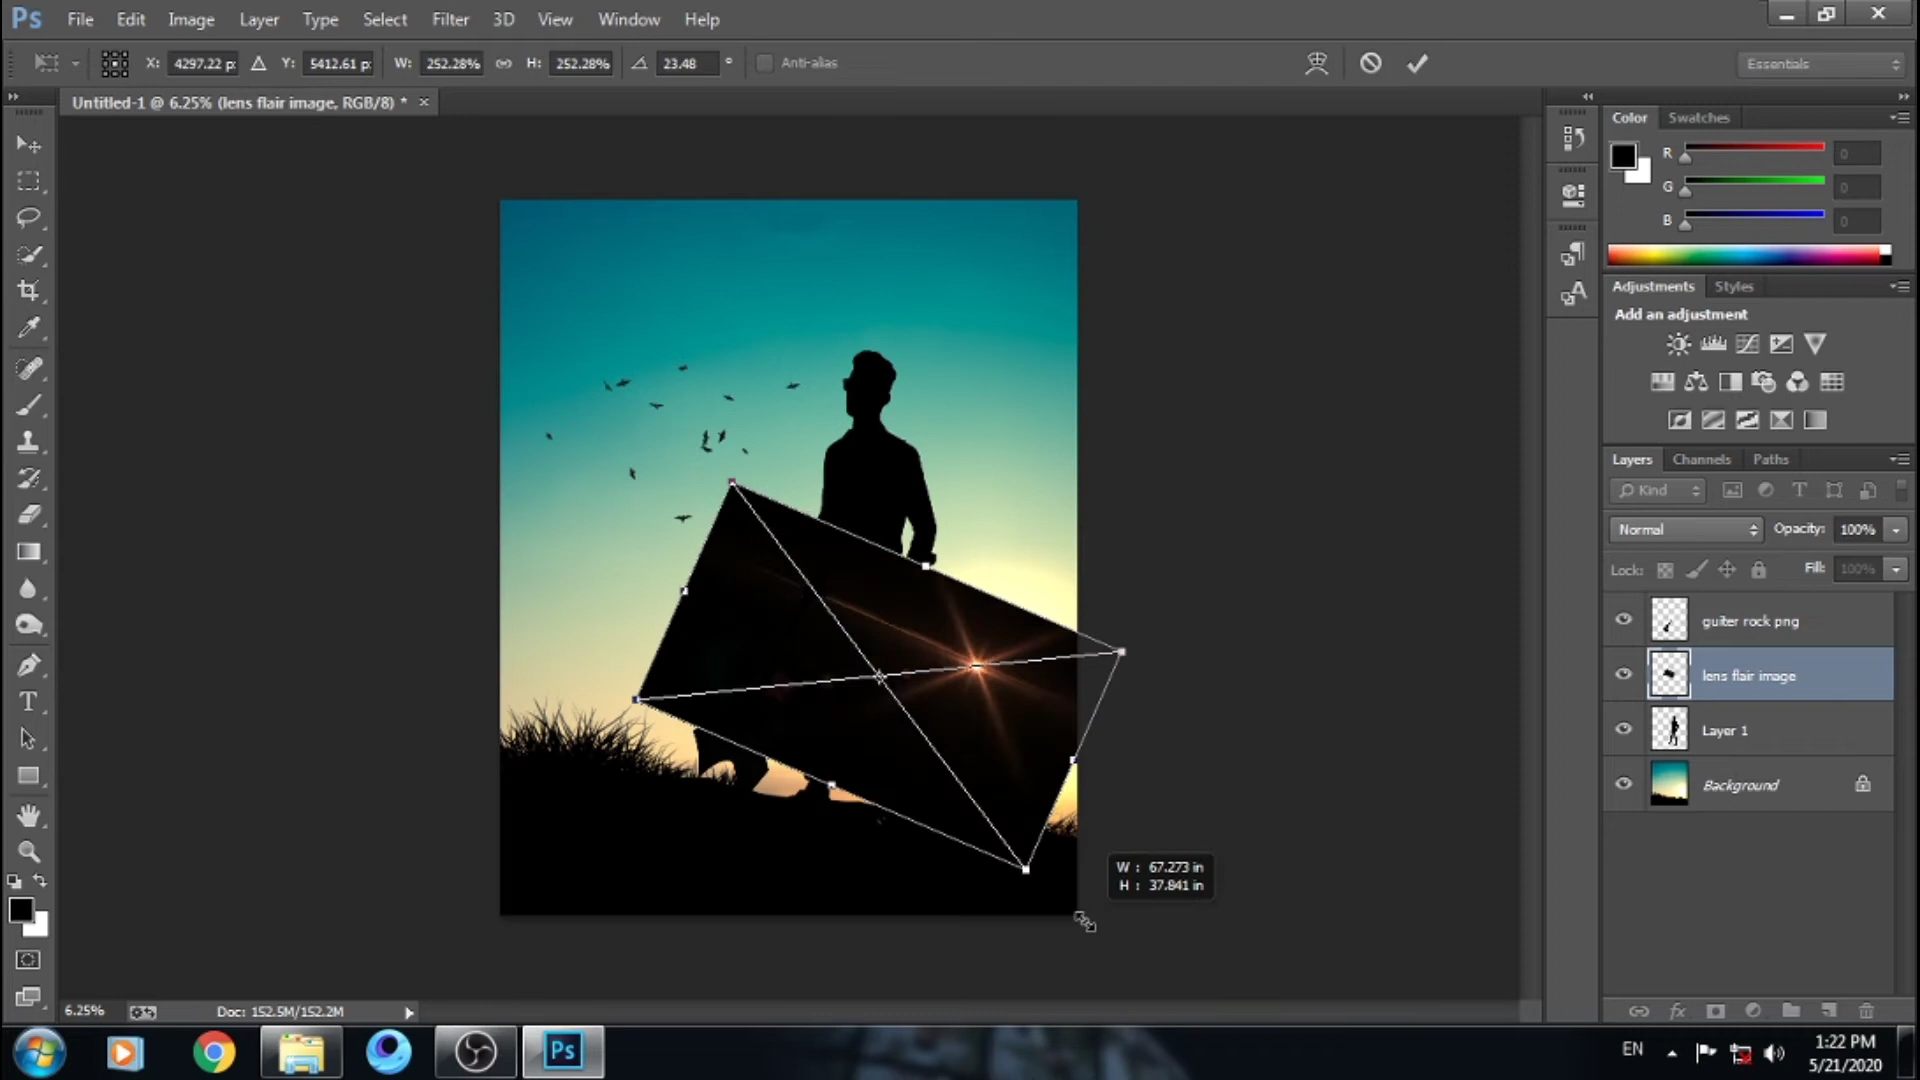 Ps File Edit Image Layer Type Select Filter 3D View Window Help
X: 4297.22 p: Y: 5412.61 p: W: 252.28% H: 252.28% 23.48 ° Anti-alias Essentials
Untitled-1 @ 6.25% (lens flair image, RGB/8) *
Color Swatches
R 0
G 0
B 0
Adjustments Styles
Add an adjustment
Layers Channels Paths
Kind
Normal Opacity: 100%
Lock: Fill: 100%
guiter rock png
lens flair image
Layer 1
Background
W : 67.273 in
H : 37.841 in
6.25% Doc: 152.5M/152.2M
Ps
EN 1:22 PM
5/21/2020